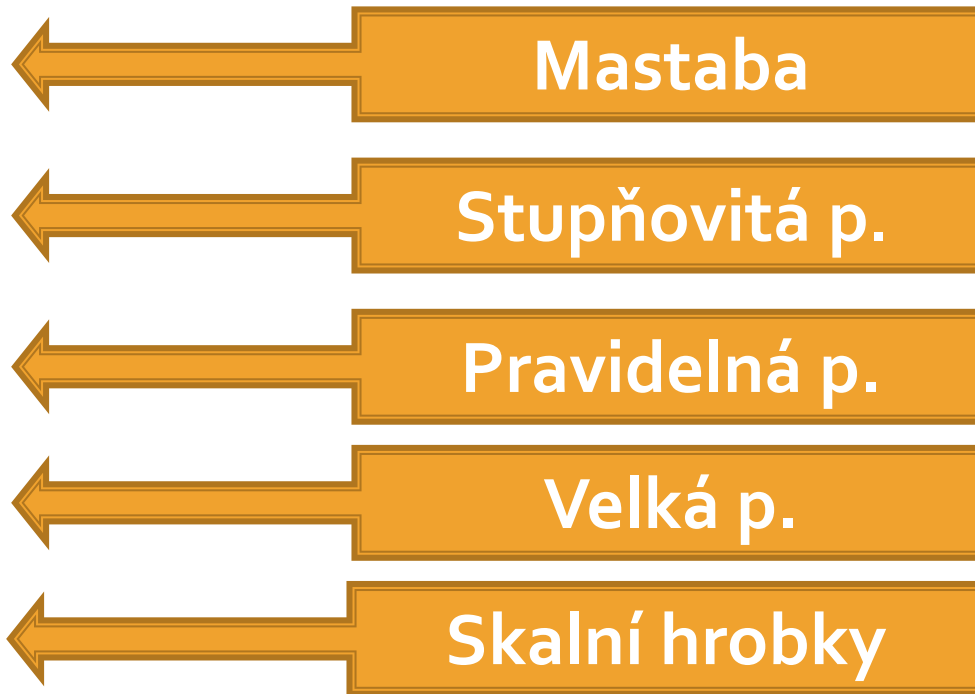 Mastaba
Stupňovitá p.
Pravidelná p.
Velká p.
Skalní hrobky